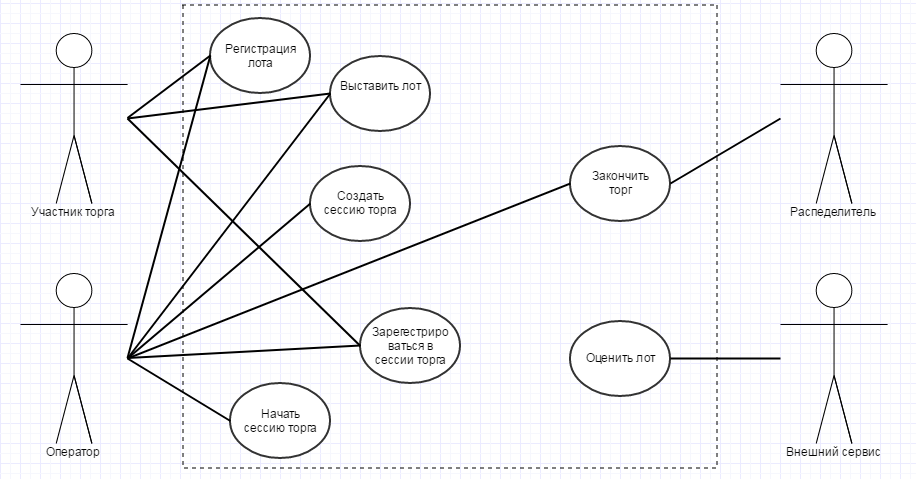 Регистрация
лота
Выставить лот
Создать
сессию торга
Закончить
торг
Участник торга
Распеделитель
Зарегестриро
ваться в
сессии торга
Оценить лот
Начать
сессию торга
Оператор
Внешний сервис